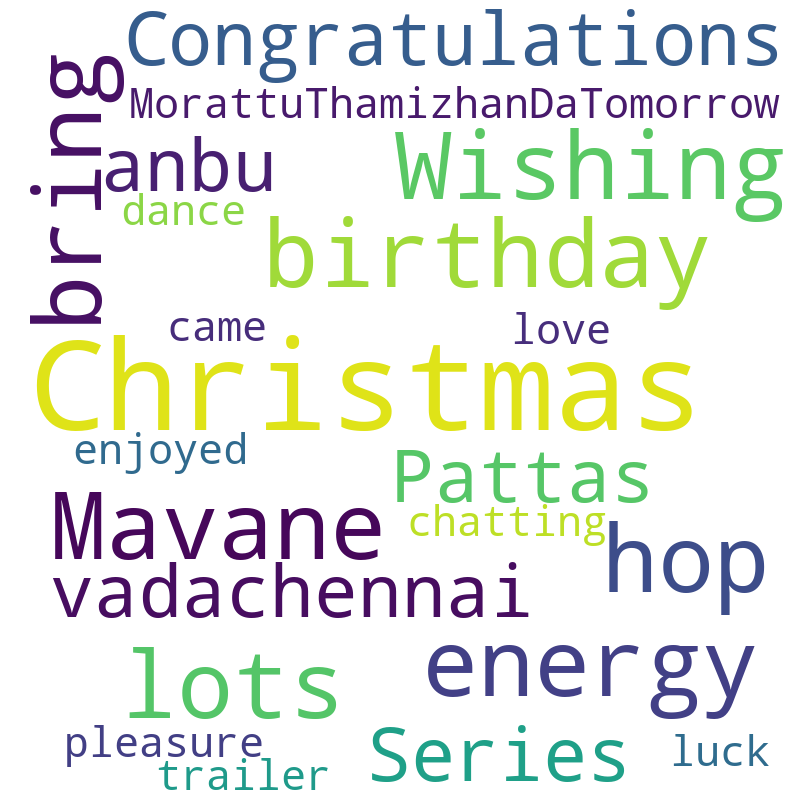 Congratulations
bring
MorattuThamizhanDaTomorrow
anbu
Wishing
dance
birthday
came
love
Christmas
enjoyed
Pattas
Mavane
chatting
hop
vadachennai
lots
energy
pleasure
Series
luck
trailer